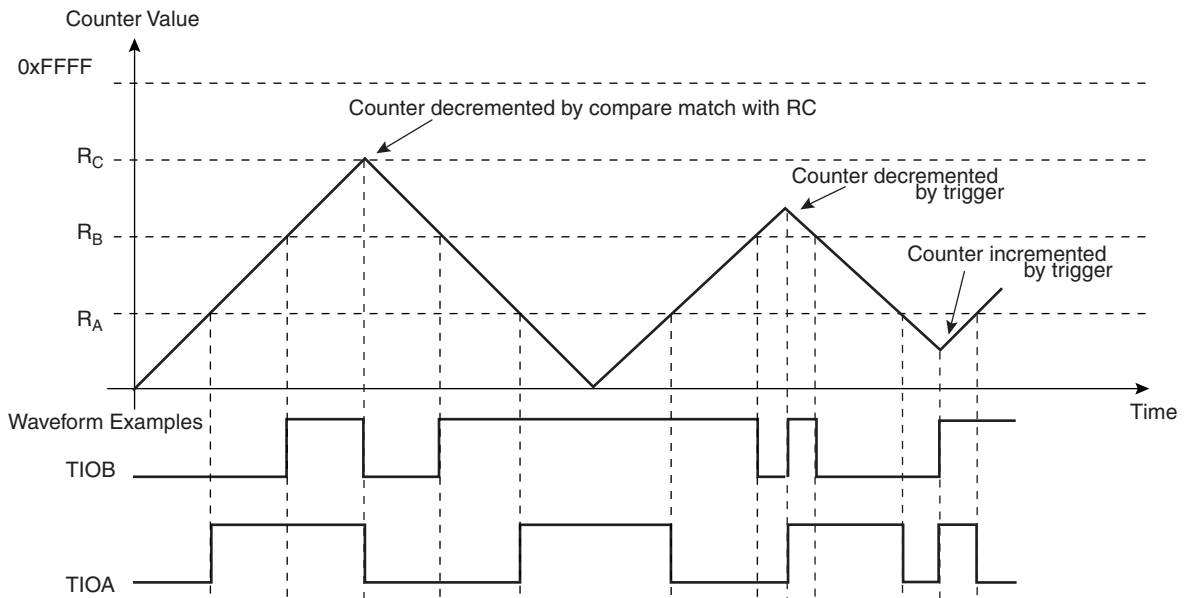 Counter Value
0xFFFF
Counter decremented by compare match with RC
RC
Counter decremented
by trigger
RB
Counter incremented
by trigger
RA
Time
Waveform Examples
TIOB
TIOA